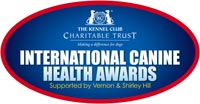 THE KENNEL CLUB
CHARITABLE TRUST
Making a difference for dogs
INTERNATIONAL CANINE
HEALTH AWARDS
Supported by Vernon & Shirley Hill